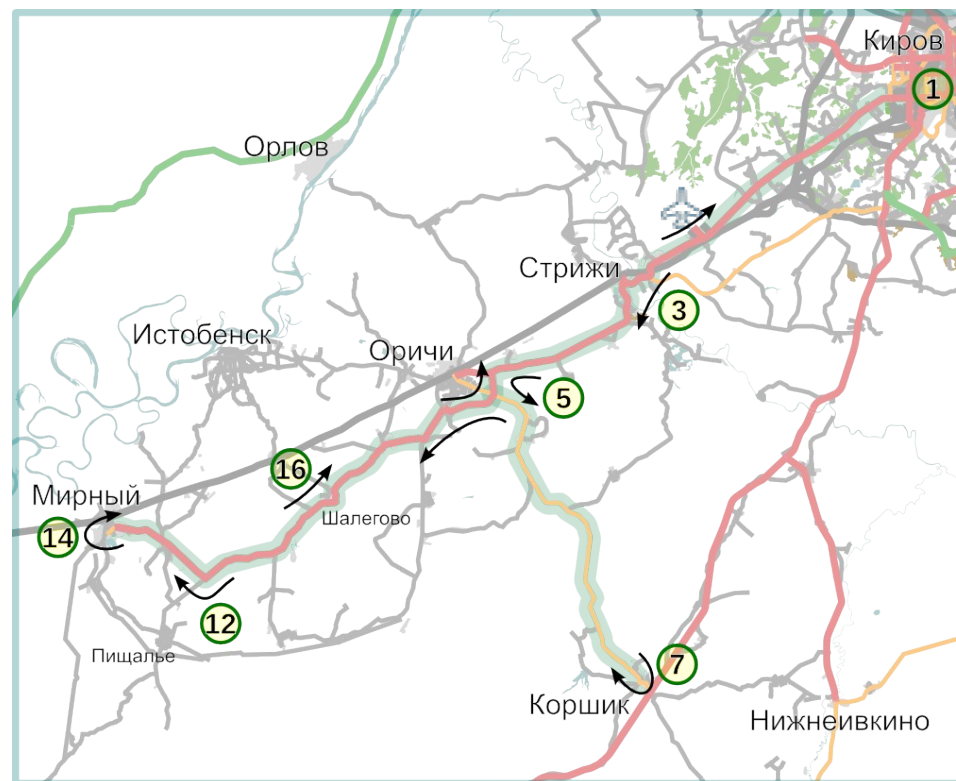 Киров
1
Орлов
Стрижи
3
Истобенск
Оричи
5
16
Мирный
Шалегово
14
12
Пищалье
7
Коршик
Нижнеивкино